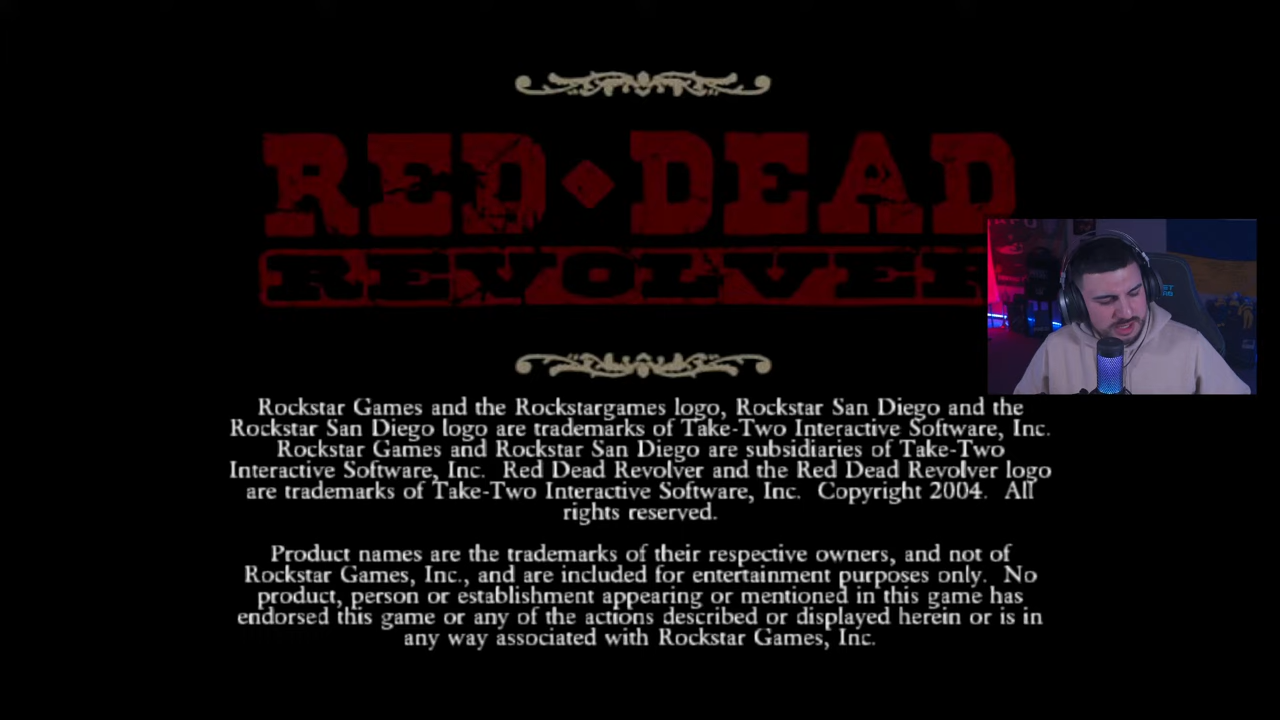 RED DEAD
REVOLVER
Rockstar Games and the Rockstargames logo, Rockstar San Diego and the
Rockstar San Diego logo are trademarks of Take-Two Interactive Software, Inc.
Rockstar Games and Rockstar San Diego are subsidiaries of Take-Two
Interactive Software, Inc. Red Dead Revolver and the Red Dead Revolver logo
are trademarks of Take-Two Interactive Software, Inc. Copyright 2004. All
rights reserved.
Product names are the trademarks of their respective owners, and not of
Rockstar Games, Inc., and are included for entertainment purposes only. No
product, person or establishment appearing or mentioned in this game has
endorsed this game or any of the actions described or displayed herein or is in
any way associated with Rockstar Games, Inc.